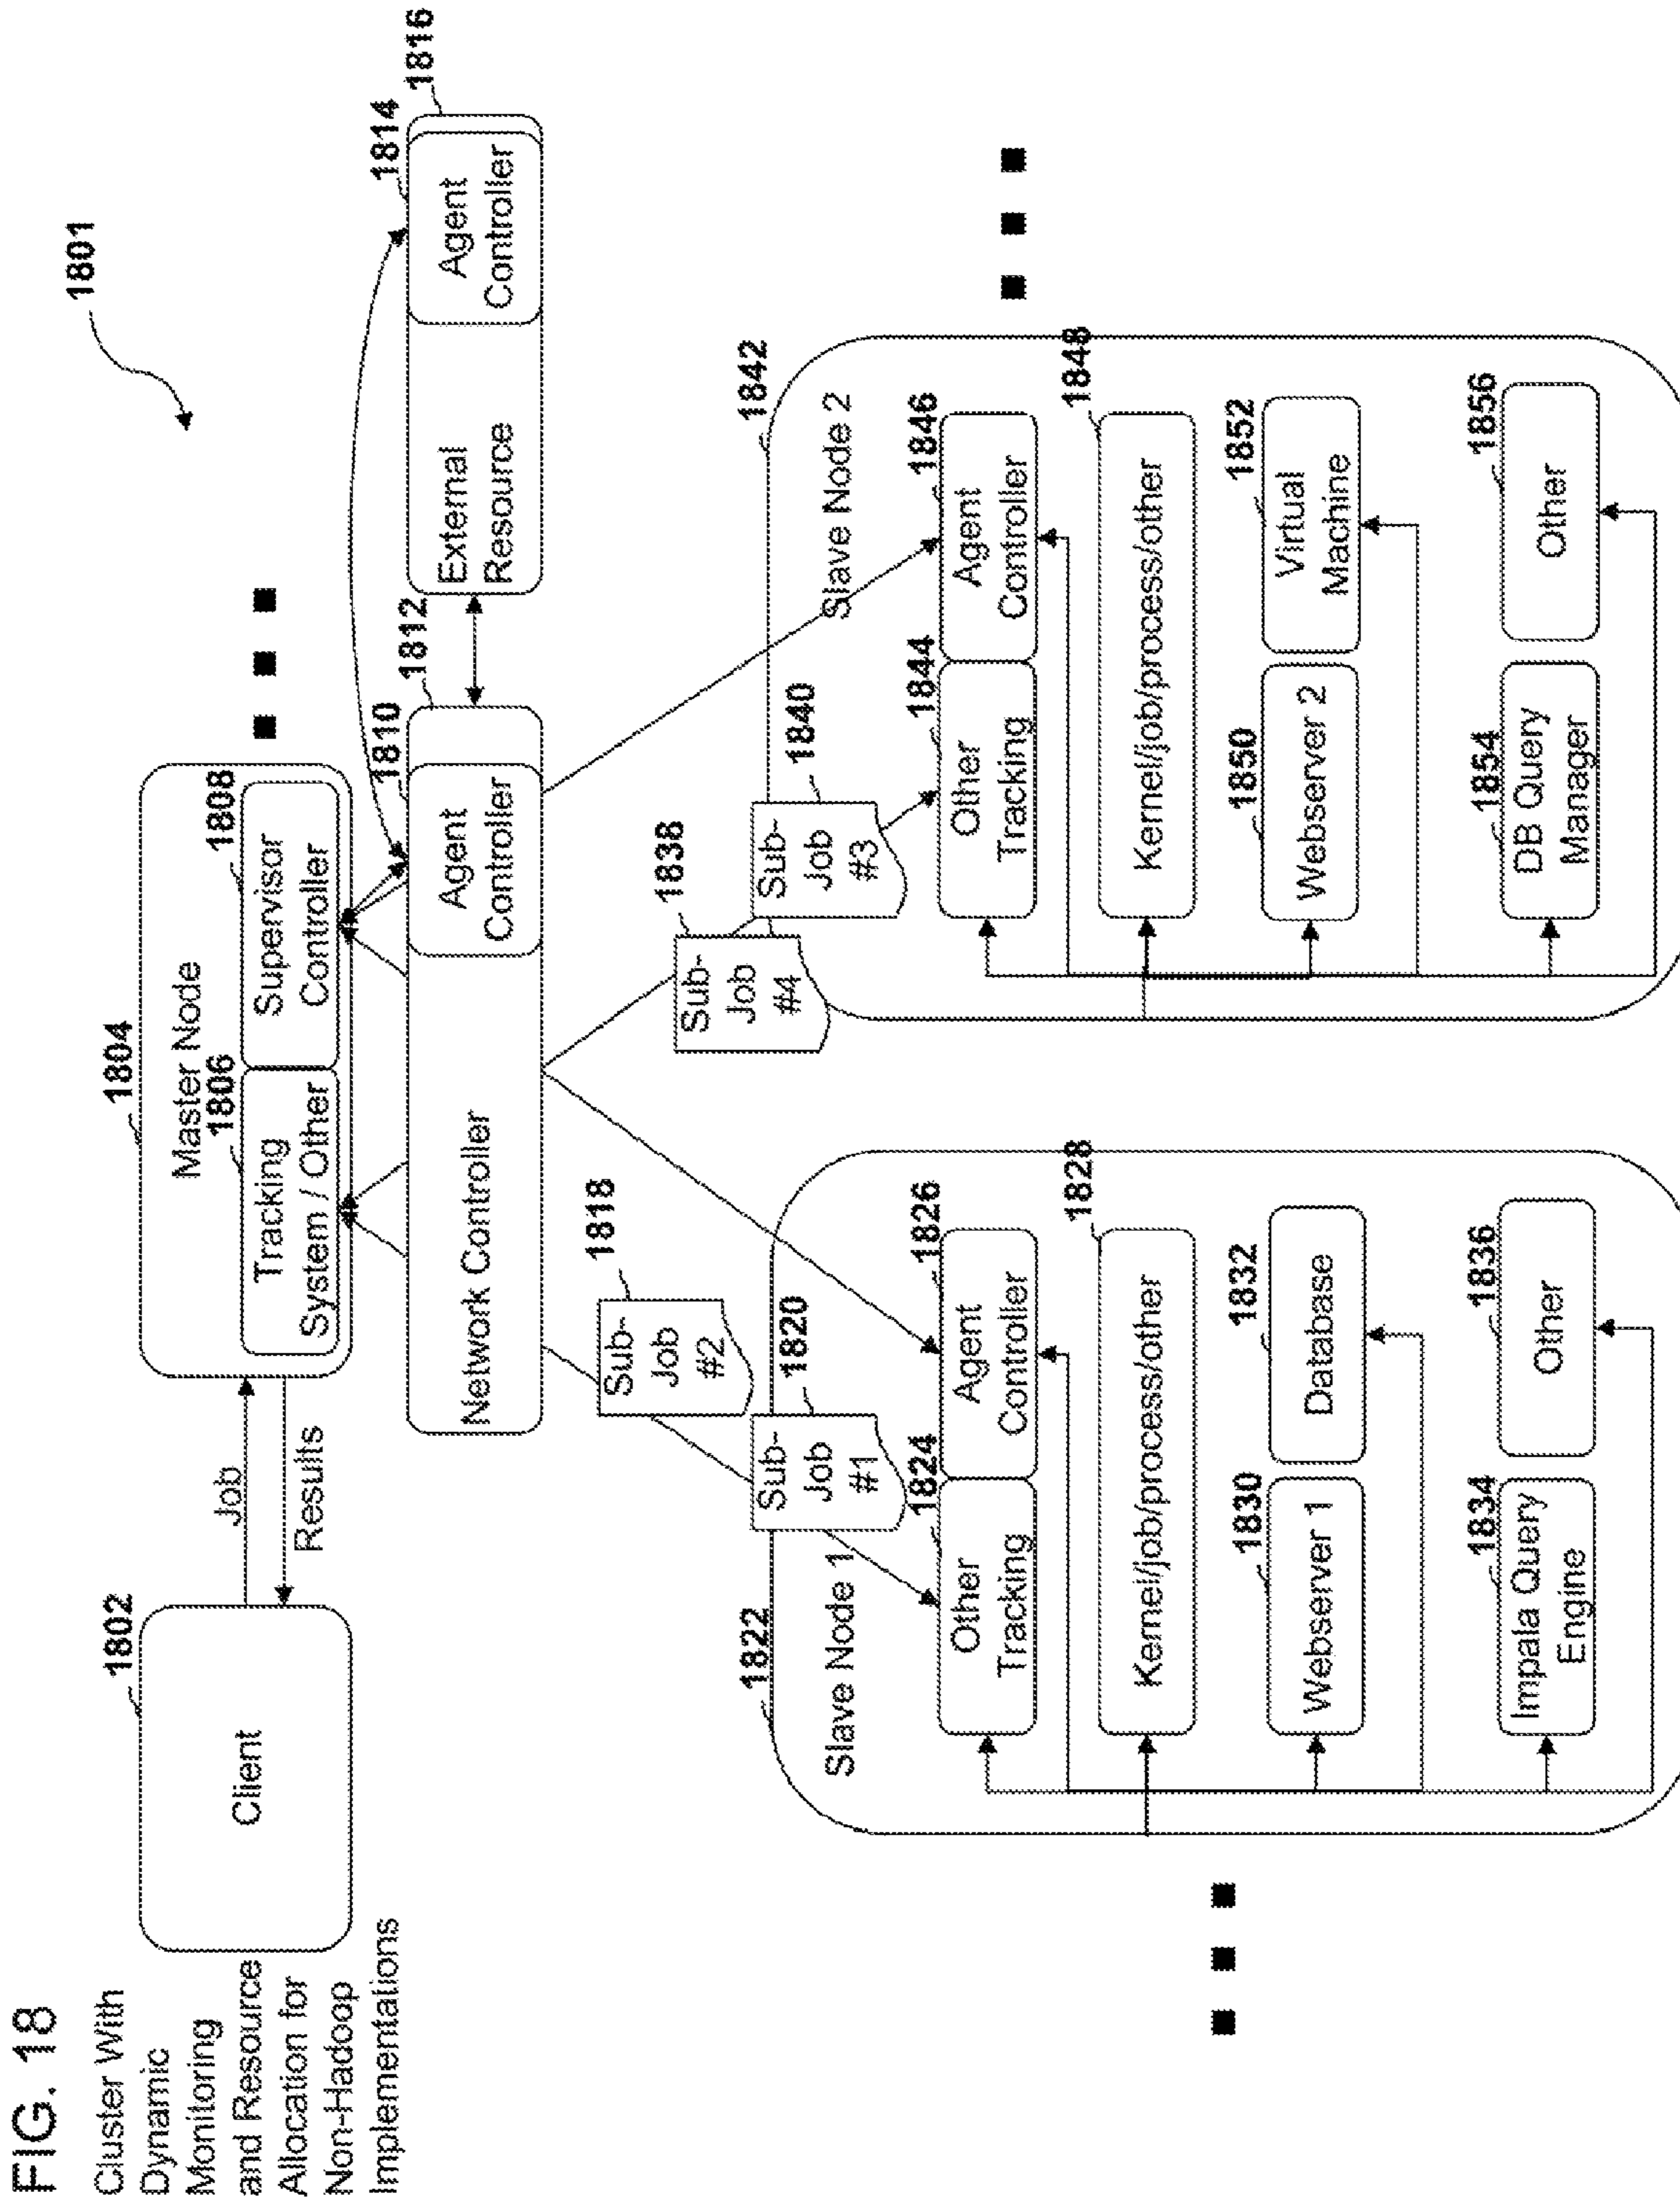 FIG. 18
Cluster With
Dynamic
Monitoring
and Resource
Allocation for
Non-Hadoop
Implementations
1801
1802
Client
Job
Results
1804
Master Node
1806
Tracking
System / Other
1808
Supervisor
Controller
Network Controller
1810
Agent
Controller
1812
External
Resource
1814
Agent
Controller
1816
1818
Sub-
Job
#2
1820
Sub-
Job
#1
1822
Slave Node 1
1824
Other
Tracking
1826
Agent
Controller
1828
Kernel/job/process/other
1830
Webserver 1
1832
Database
1834
Impala Query
Engine
1836
Other
1838
Sub-
Job
#4
1840
Sub-
Job
#3
1842
Slave Node 2
1844
Other
Tracking
1846
Agent
Controller
1848
Kernel/job/process/other
1850
Webserver 2
1852
Virtual
Machine
1854
DB Query
Manager
1856
Other